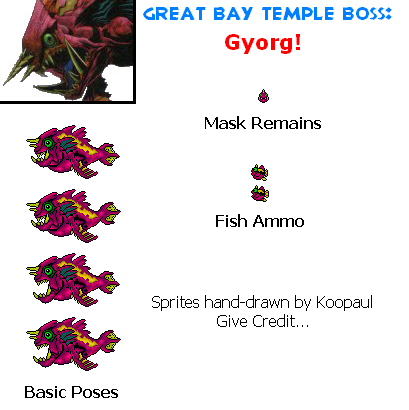 GREAT BAY TEMPLE BOSS:
Gyorg!
Mask Remains
Fish Ammo
Sprites hand-drawn by Koopaul
Give Credit...
Basic Poses